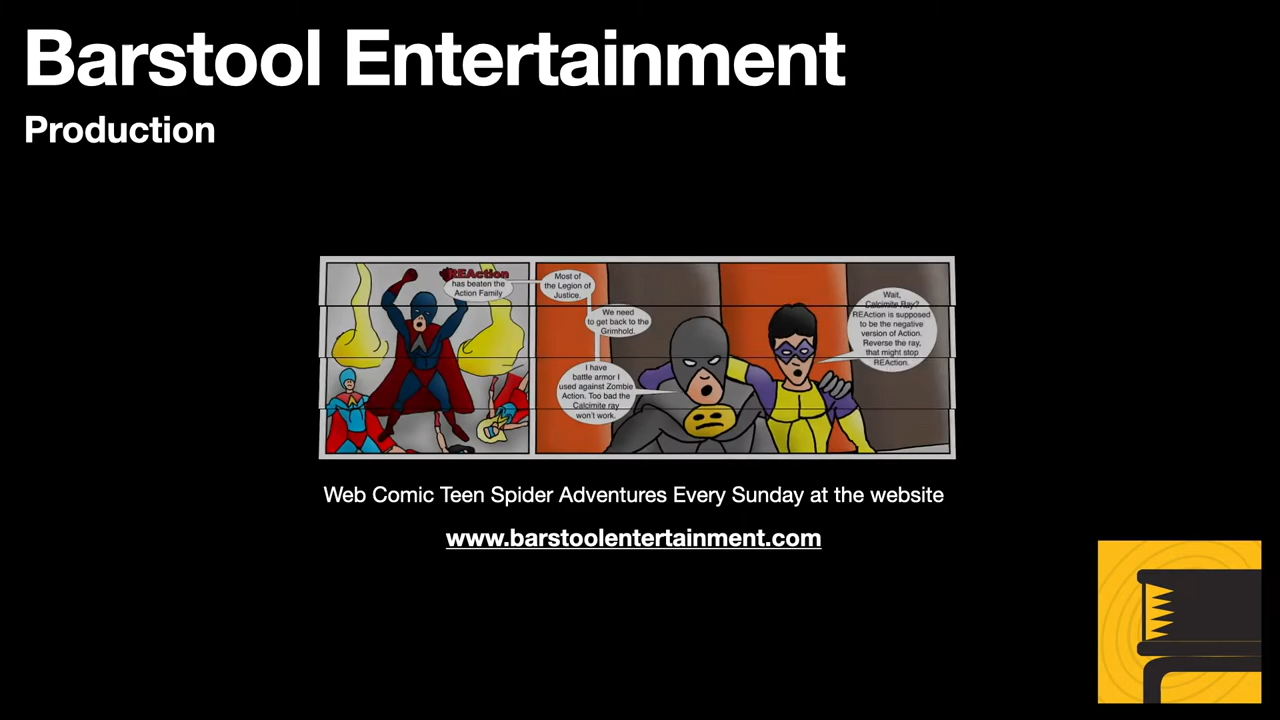 Barstool Entertainment
Production
REAction
has beaten the
Action Family
Most of
the Legion of
Justice.
We need
to get back to the
Grimhold.
I have
battle armor I
used against Zombie
Action. Too bad the
Calcimite ray
won't work.
Wait,
Calcimite Ray?
REAction is supposed
to be the negative
version of Action.
Reverse the ray,
that might stop
REAction.
Web Comic Teen Spider Adventures Every Sunday at the website
www.barstoolentertainment.com